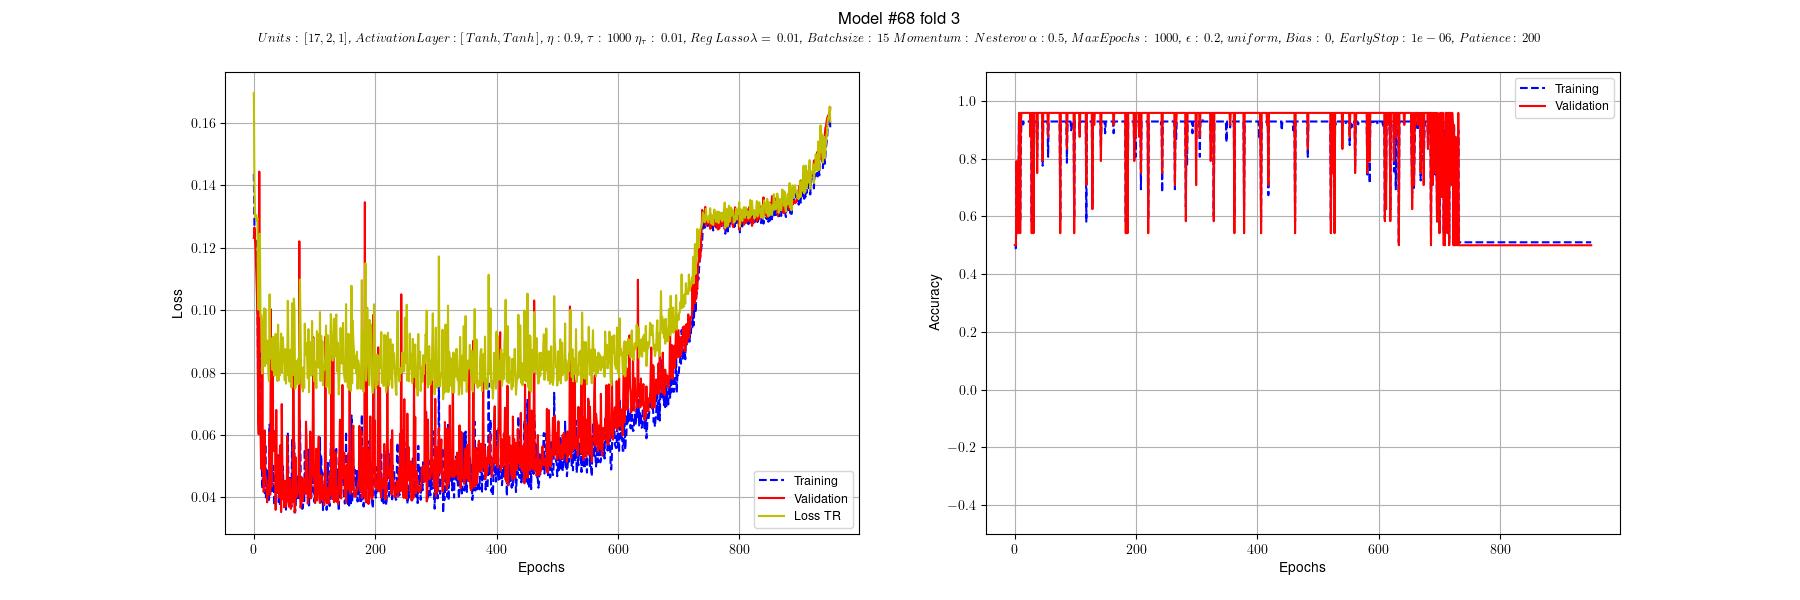 Model #68 fold 3
Units : [17, 2, 1], ActivationLayer : [Tanh, Tanh], η : 0.9, τ : 1000 ητ : 0.01, Reg Lassoλ = 0.01, Batchsize : 15 Momentum : Nesterov α : 0.5, MaxEpochs : 1000, ϵ : 0.2, uniform, Bias : 0, EarlyStop : 1e − 06, Patience : 200
Loss
0.16
0.14
0.12
0.10
0.08
0.06
0.04
0 200 400 600 800
Epochs
Training
Validation
Loss TR
Accuracy
1.0
0.8
0.6
0.4
0.2
0.0
−0.2
−0.4
0 200 400 600 800
Epochs
Training
Validation